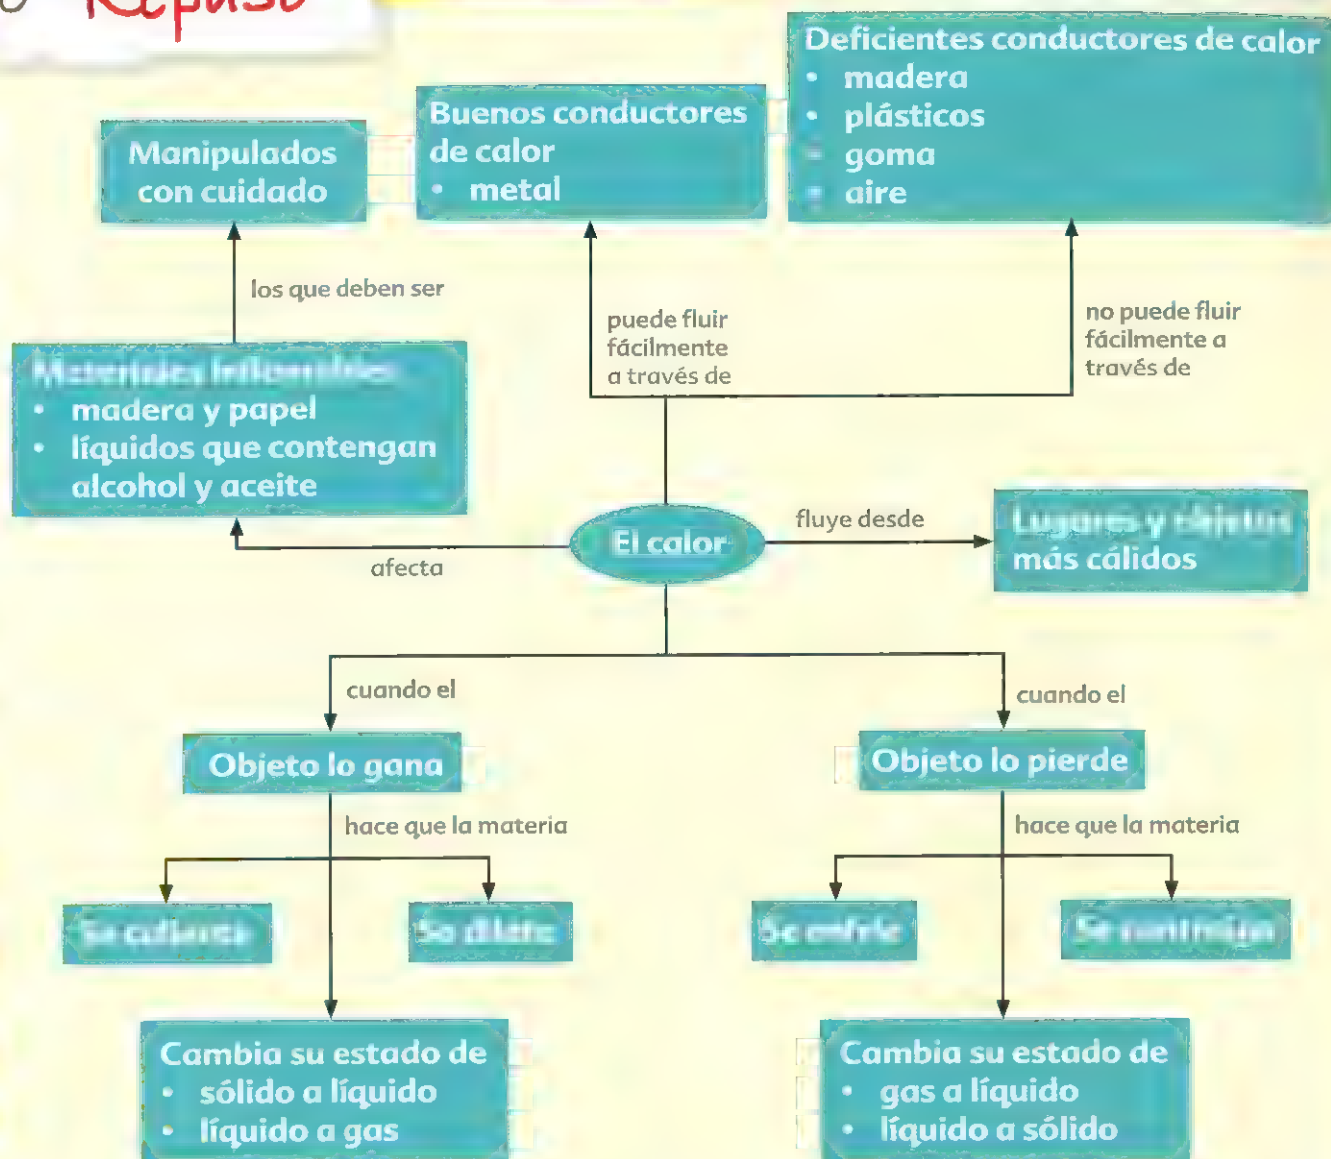 Repaso
Deficientes conductores de calor
• madera
• plásticos
• goma
• aire
Buenos conductores
de calor
• metal
Manipulados
con cuidado
los que deben ser
puede fluir
fácilmente
a través de
no puede fluir
fácilmente a
través de
• madera y papel
• líquidos que contengan
alcohol y aceite
El calor
fluye desde
más cálidos
afecta
cuando el
cuando el
Objeto lo gana
Objeto lo pierde
hace que la materia
hace que la materia
Cambia su estado de
• sólido a líquido
• líquido a gas
Cambia su estado de
• gas a líquido
• líquido a sólido